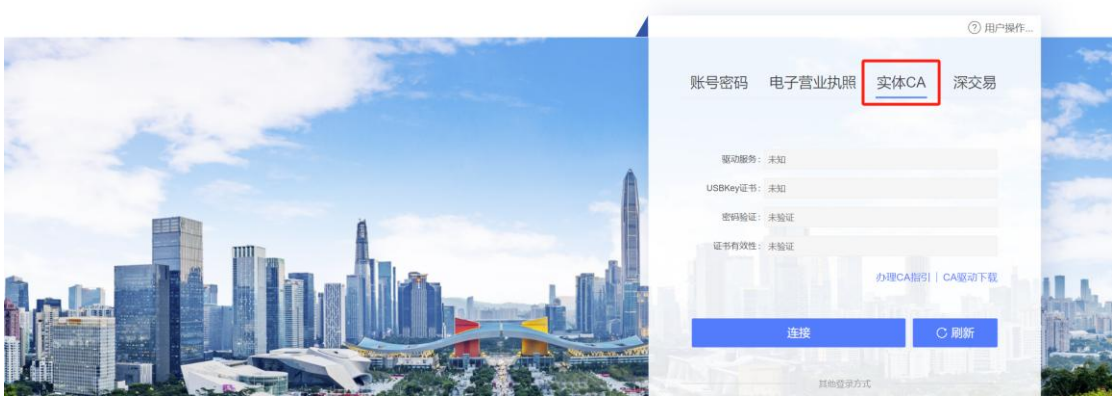 用户操作...
账号密码 电子营业执照 实体CA 深交易
驱动服务： 未知
USBKey证书： 未知
密码验证： 未验证
证书有效性： 未验证
办理CA指引 | CA驱动下载
连接 刷新
其他登录方式